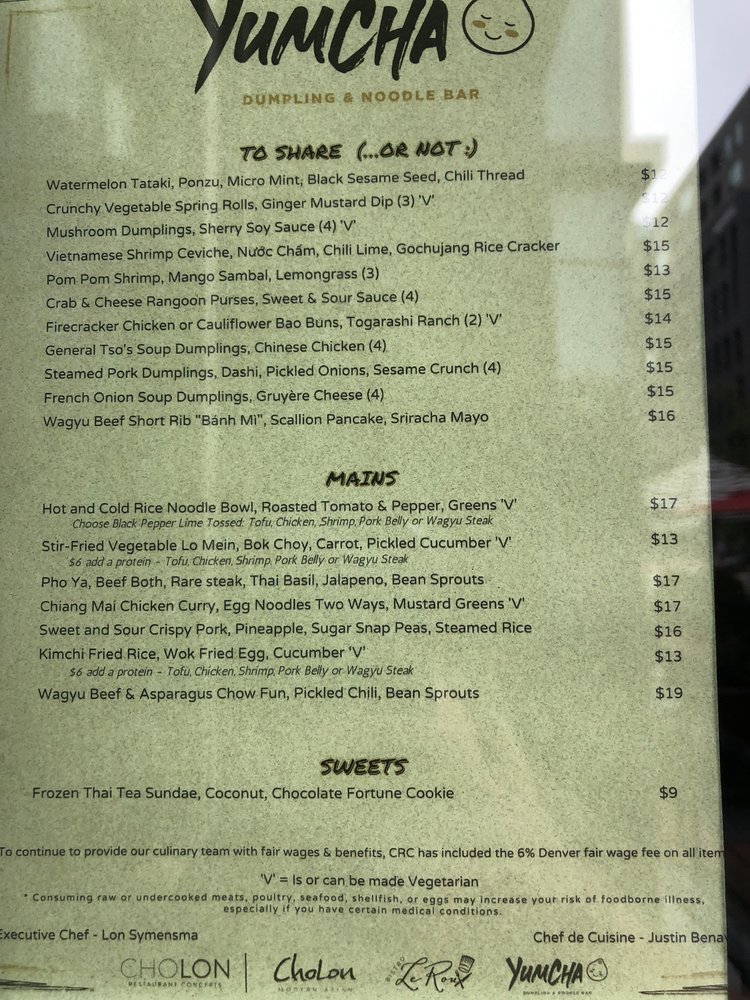 YUMCHA
DUMPLING & NOODLE BAR
TO SHARE (...OR NOT :)
Watermelon Tataki, Ponzu, Micro Mint, Black Sesame Seed, Chili Thread $12
Crunchy Vegetable Spring Rolls, Ginger Mustard Dip (3) 'V' $12
Mushroom Dumplings, Sherry Soy Sauce (4) 'V' $12
Vietnamese Shrimp Ceviche, Nước Chấm, Chili Lime, Gochujang Rice Cracker $15
Pom Pom Shrimp, Mango Sambal, Lemongrass (3) $13
Crab & Cheese Rangoon Purses, Sweet & Sour Sauce (4) $15
Firecracker Chicken or Cauliflower Bao Buns, Togarashi Ranch (2) 'V' $14
General Tso's Soup Dumplings, Chinese Chicken (4) $15
Steamed Pork Dumplings, Dashi, Pickled Onions, Sesame Crunch (4) $15
French Onion Soup Dumplings, Gruyère Cheese (4) $15
Wagyu Beef Short Rib "Bánh Mì", Scallion Pancake, Sriracha Mayo $16
MAINS
Hot and Cold Rice Noodle Bowl, Roasted Tomato & Pepper, Greens 'V' $17
Choose Black Pepper Lime Tossed: Tofu, Chicken, Shrimp, Pork Belly or Wagyu Steak
Stir-Fried Vegetable Lo Mein, Bok Choy, Carrot, Pickled Cucumber 'V' $13
$6 add a protein - Tofu, Chicken, Shrimp, Pork Belly or Wagyu Steak
Pho Ya, Beef Both, Rare steak, Thai Basil, Jalapeno, Bean Sprouts $17
Chiang Mai Chicken Curry, Egg Noodles Two Ways, Mustard Greens 'V' $17
Sweet and Sour Crispy Pork, Pineapple, Sugar Snap Peas, Steamed Rice $16
Kimchi Fried Rice, Wok Fried Egg, Cucumber 'V' $13
$6 add a protein - Tofu, Chicken, Shrimp, Pork Belly or Wagyu Steak
Wagyu Beef & Asparagus Chow Fun, Pickled Chili, Bean Sprouts $19
SWEETS
Frozen Thai Tea Sundae, Coconut, Chocolate Fortune Cookie $9
To continue to provide our culinary team with fair wages & benefits, CRC has included the 6% Denver fair wage fee on all item
'V' = Is or can be made Vegetarian
* Consuming raw or undercooked meats, poultry, seafood, shellfish, or eggs may increase your risk of foodborne illness,
especially if you have certain medical conditions.
Executive Chef - Lon Symensma Chef de Cuisine - Justin Bena
CHOLON ChoLon BISTRO LeRoux YUMCHA
RESTAURANT CONCEPTS MODERN ASIAN DUMPLING & NOODLE BAR